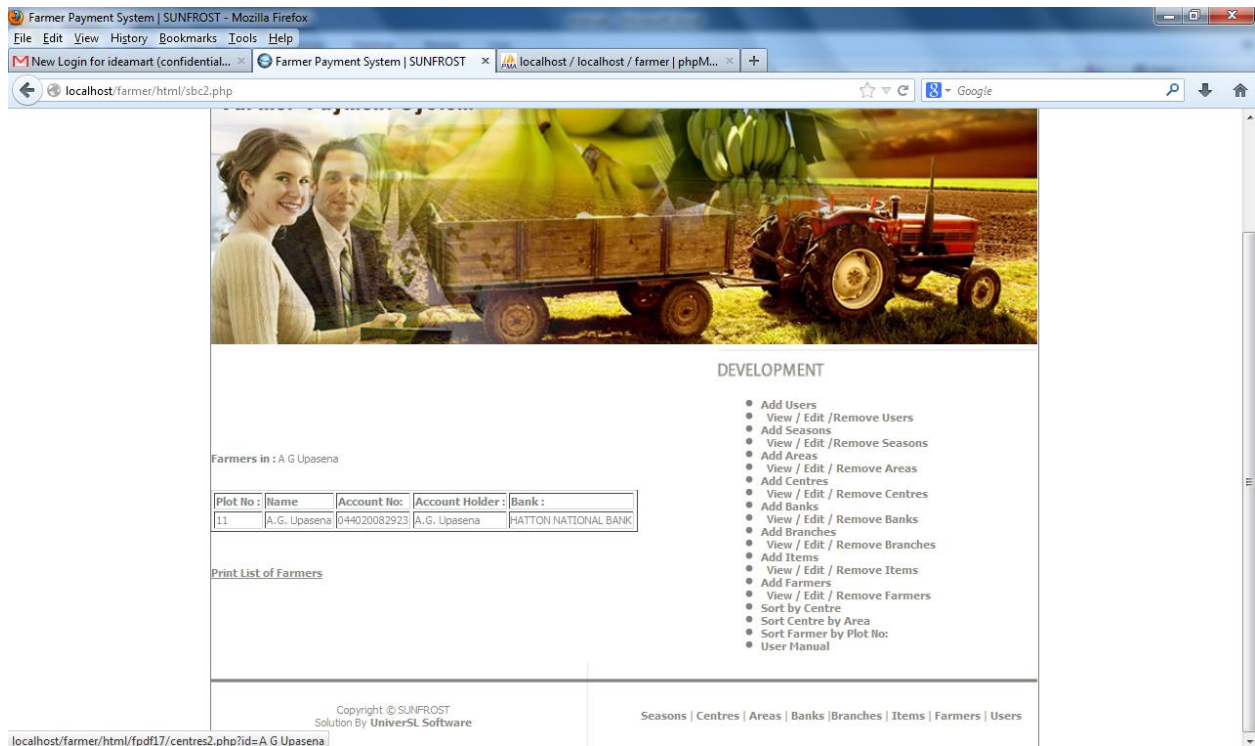 Farmer Payment System | SUNFROST - Mozilla Firefox
File Edit View History Bookmarks Tools Help
New Login for ideamart (confidential... × Farmer Payment System | SUNFROST × localhost / localhost / farmer | phpM... × +
localhost/farmer/html/sbc2.php Google
Farmer Payment System
DEVELOPMENT
Add Users
View / Edit /Remove Users
Add Seasons
View / Edit /Remove Seasons
Add Areas
View / Edit / Remove Areas
Add Centres
View / Edit / Remove Centres
Add Banks
View / Edit / Remove Banks
Add Branches
View / Edit / Remove Branches
Add Items
View / Edit / Remove Items
Add Farmers
View / Edit / Remove Farmers
Sort by Centre
Sort Centre by Area
Sort Farmer by Plot No:
User Manual
Farmers in : A G Upasena
Plot No : Name Account No: Account Holder : Bank :
11 A.G. Upasena 044020082923 A.G. Upasena HATTON NATIONAL BANK
Print List of Farmers
Copyright © SUNFROST
Solution By UniverSL Software
Seasons | Centres | Areas | Banks |Branches | Items | Farmers | Users
localhost/farmer/html/fpdf17/centres2.php?id=A G Upasena